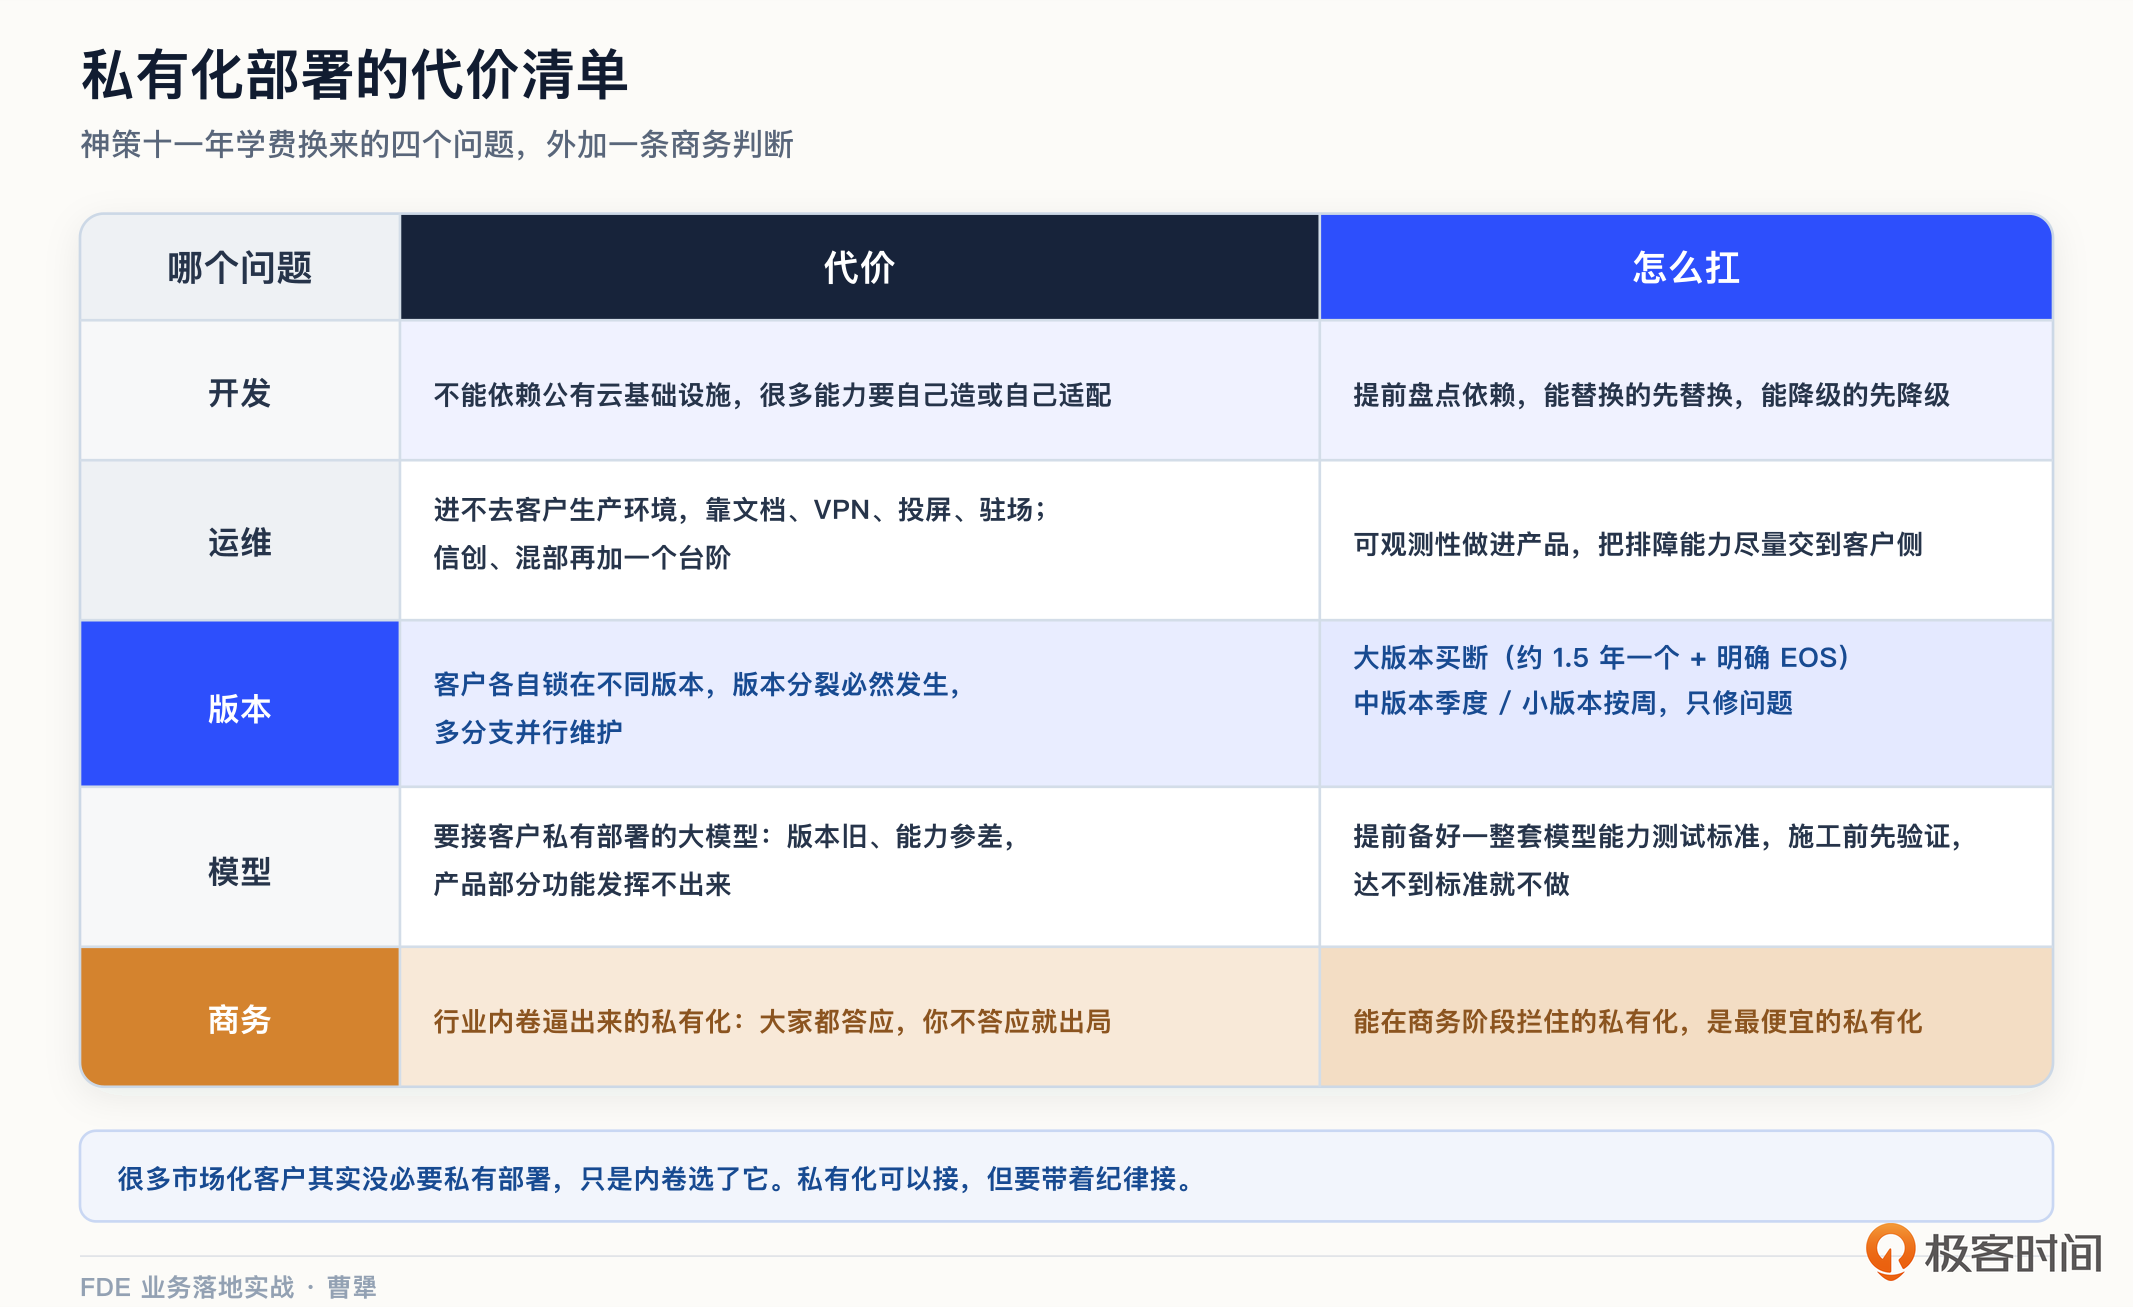 私有化部署的代价清单
神策十一年学费换来的四个问题，外加一条商务判断
哪个问题
代价
怎么扛
开发
不能依赖公有云基础设施，很多能力要自己造或自己适配
提前盘点依赖，能替换的先替换，能降级的先降级
运维
进不去客户生产环境，靠文档、VPN、投屏、驻场；
信创、混部再加一个台阶
可观测性做进产品，把排障能力尽量交到客户侧
版本
客户各自锁在不同版本，版本分裂必然发生，
多分支并行维护
大版本买断（约 1.5 年一个 + 明确 EOS）
中版本季度 / 小版本按周，只修问题
模型
要接客户私有部署的大模型：版本旧、能力参差，
产品部分功能发挥不出来
提前备好一整套模型能力测试标准，施工前先验证，
达不到标准就不做
商务
行业内卷逼出来的私有化：大家都答应，你不答应就出局
能在商务阶段拦住的私有化，是最便宜的私有化
很多市场化客户其实没必要私有部署，只是内卷选了它。私有化可以接，但要带着纪律接。
FDE 业务落地实战 · 曹犟
极客时间